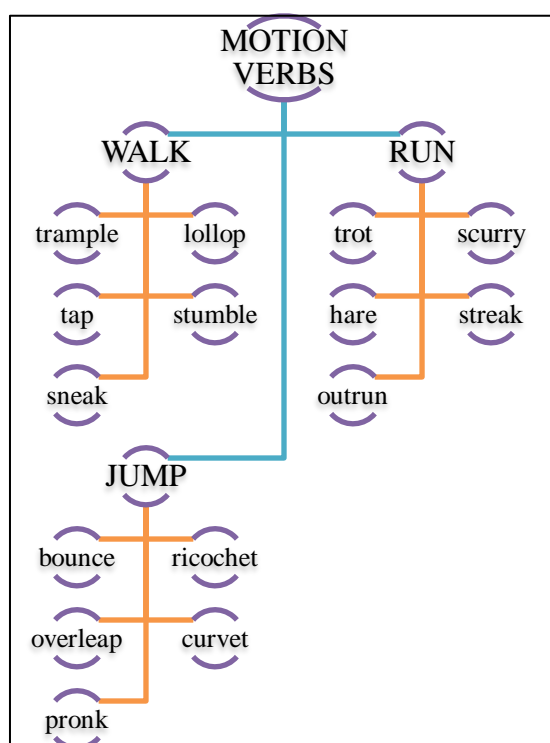 MOTION
VERBS
WALK
RUN
trample
lollop
tap
stumble
sneak
trot
scurry
hare
streak
outrun
JUMP
bounce
ricochet
overleap
curvet
pronk